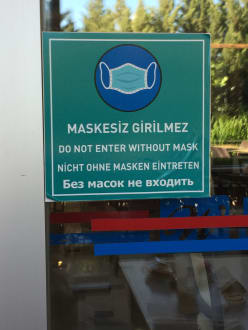 MASKESİZ GİRİLMEZ
DO NOT ENTER WITHOUT MASK
NICHT OHNE MASKEN EINTRETEN
Без масок не входить